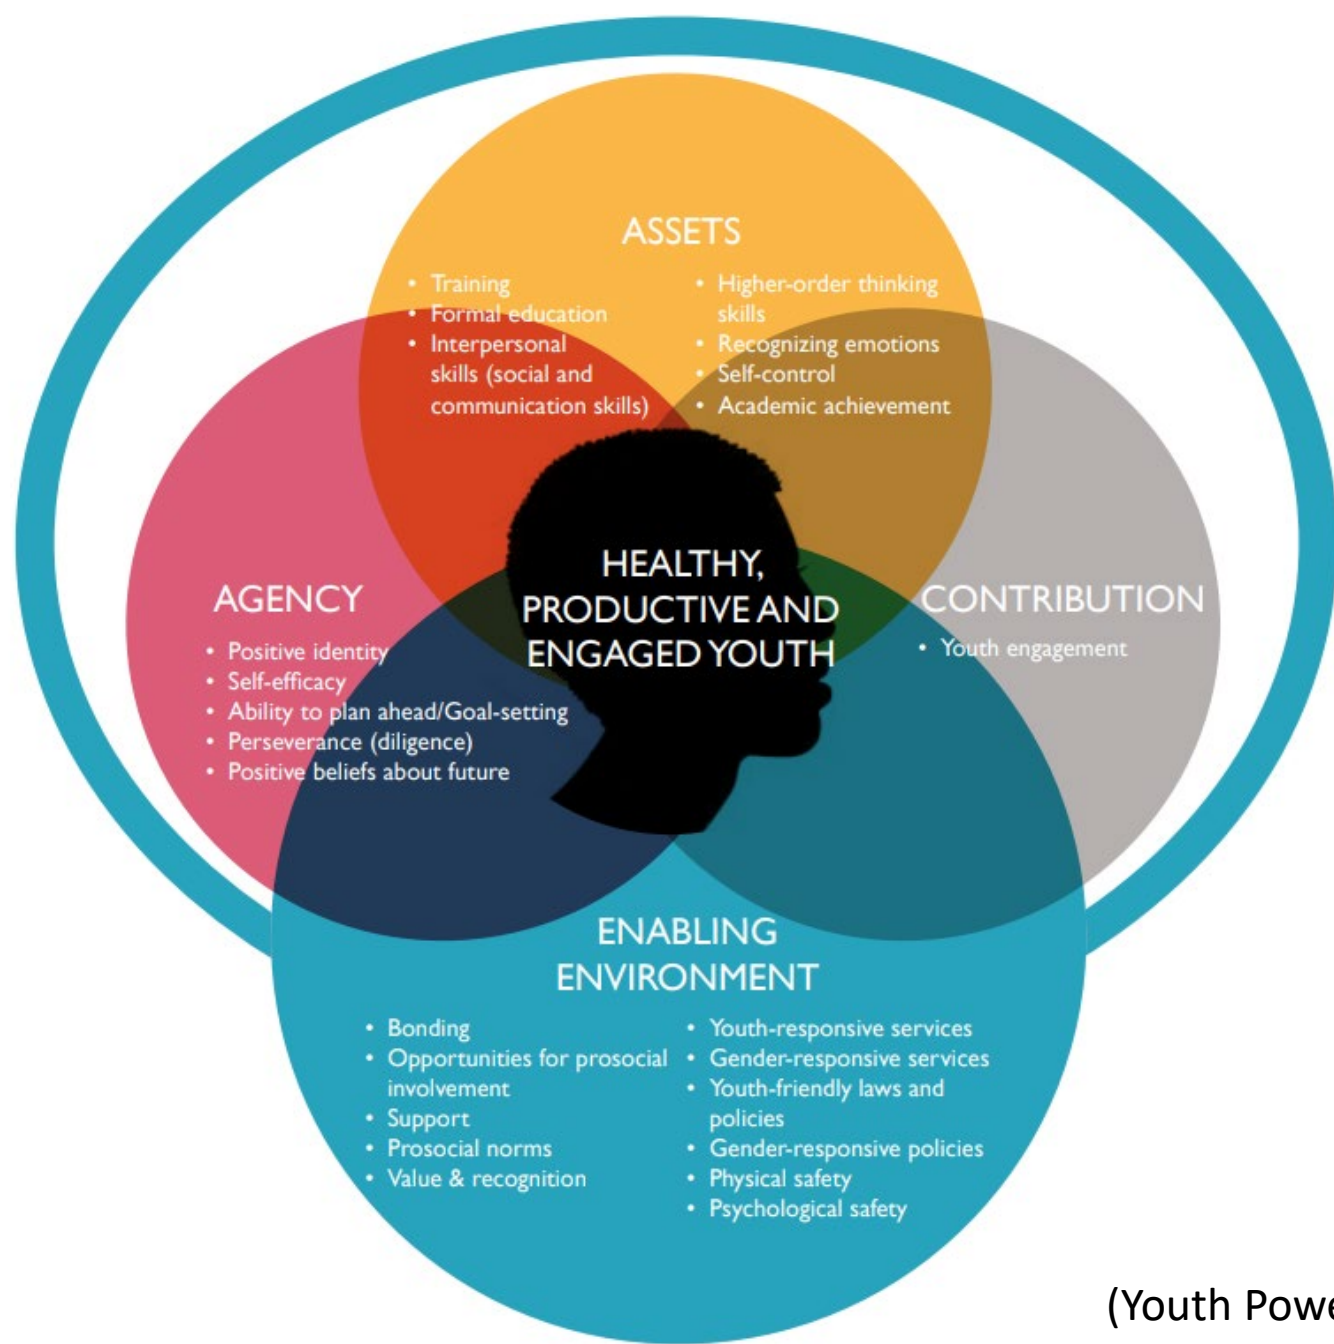 ASSETS
• Training
• Formal education
• Interpersonal
skills (social and
communication skills)
• Higher-order thinking
skills
• Recognizing emotions
• Self-control
• Academic achievement
HEALTHY,
PRODUCTIVE AND
ENGAGED YOUTH
AGENCY
• Positive identity
• Self-efficacy
• Ability to plan ahead/Goal-setting
• Perseverance (diligence)
• Positive beliefs about future
CONTRIBUTION
• Youth engagement
ENABLING
ENVIRONMENT
• Bonding
• Opportunities for prosocial
involvement
• Support
• Prosocial norms
• Value & recognition
• Youth-responsive services
• Gender-responsive services
• Youth-friendly laws and
policies
• Gender-responsive policies
• Physical safety
• Psychological safety
(Youth